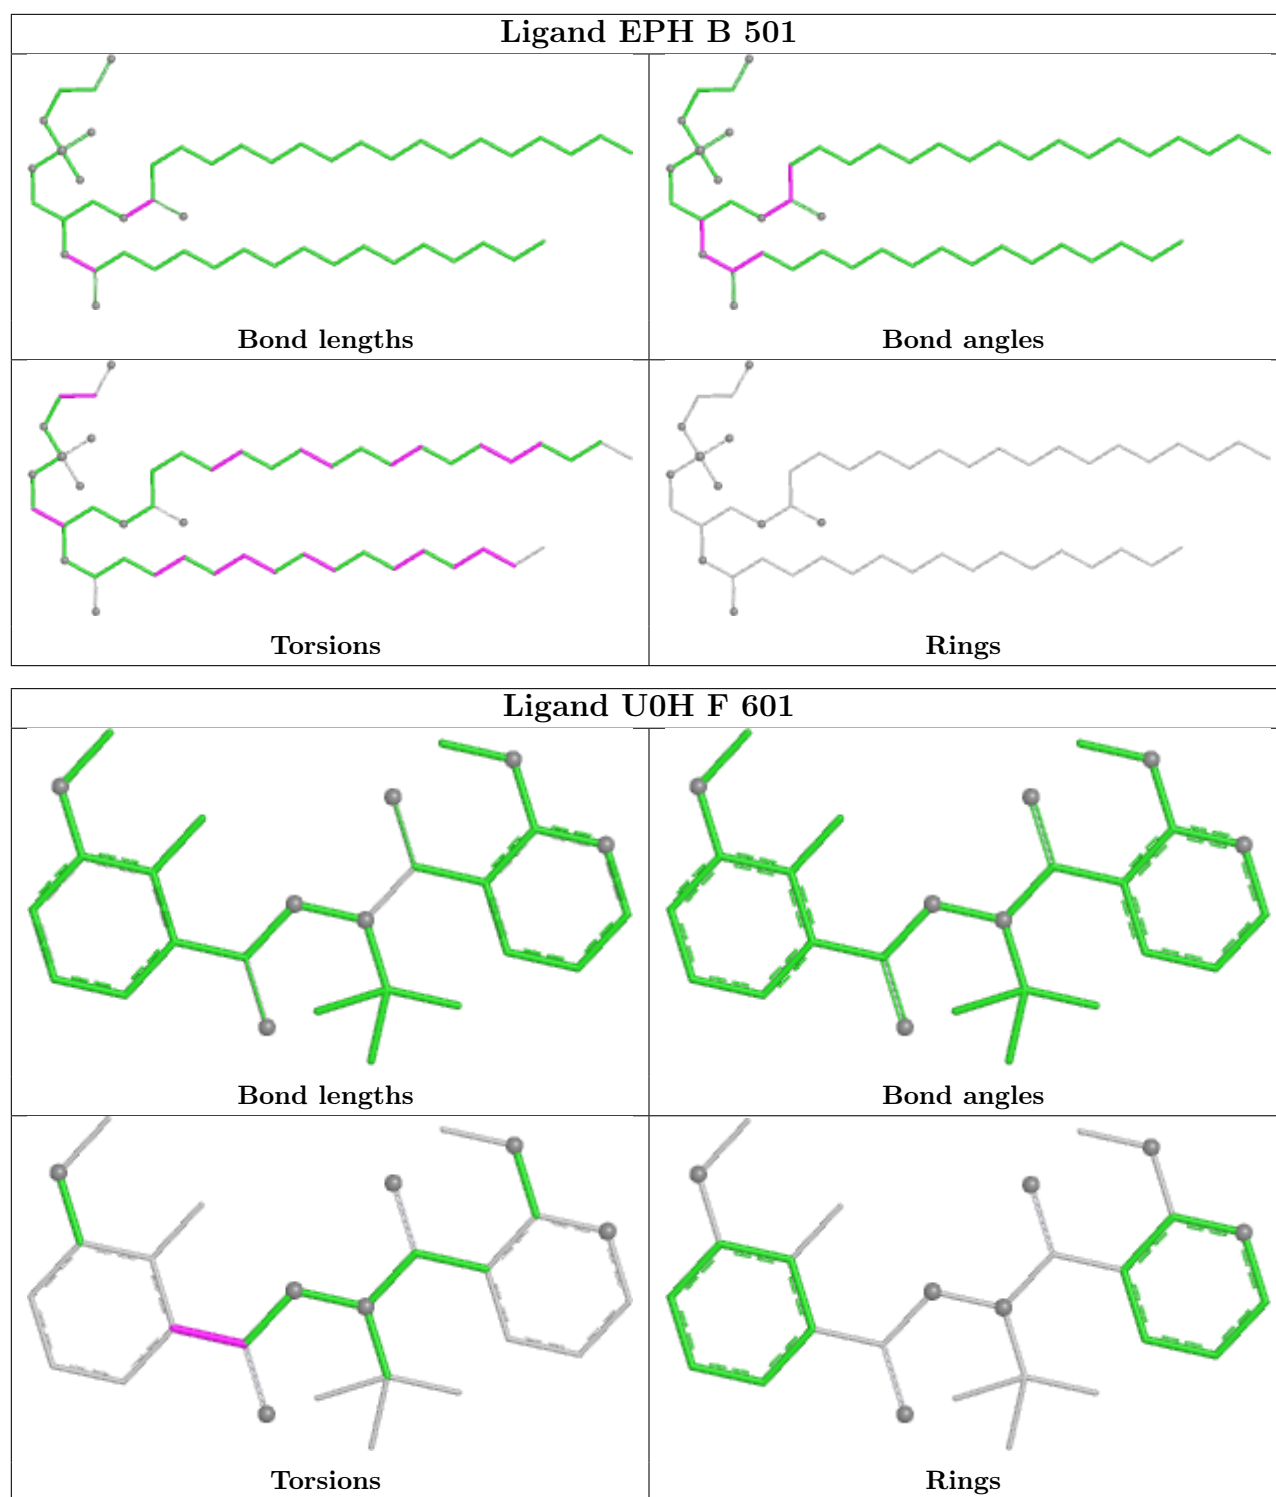 Ligand EPH B 501
Bond lengths
Bond angles
Torsions
Rings
Ligand U0H F 601
Bond lengths
Bond angles
Torsions
Rings